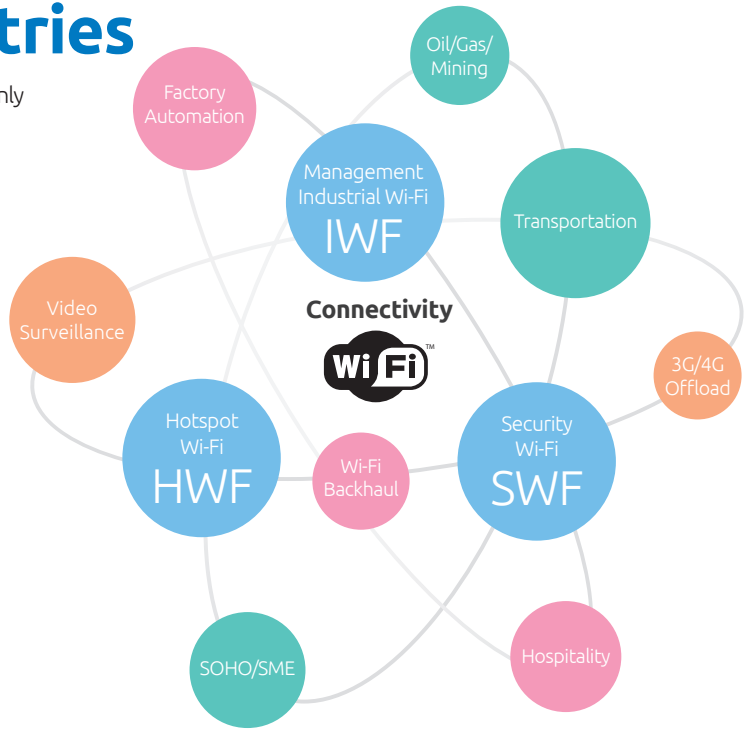 tries
nly
Oil/Gas/
Mining
Factory
Automation
Management
Industrial Wi-Fi
IWF
Transportation
Connectivity
Wi Fi
TM
Video
Surveillance
3G/4G
Offload
Hotspot
Wi-Fi
HWF
Security
Wi-Fi
SWF
Wi-Fi
Backhaul
SOHO/SME
Hospitality